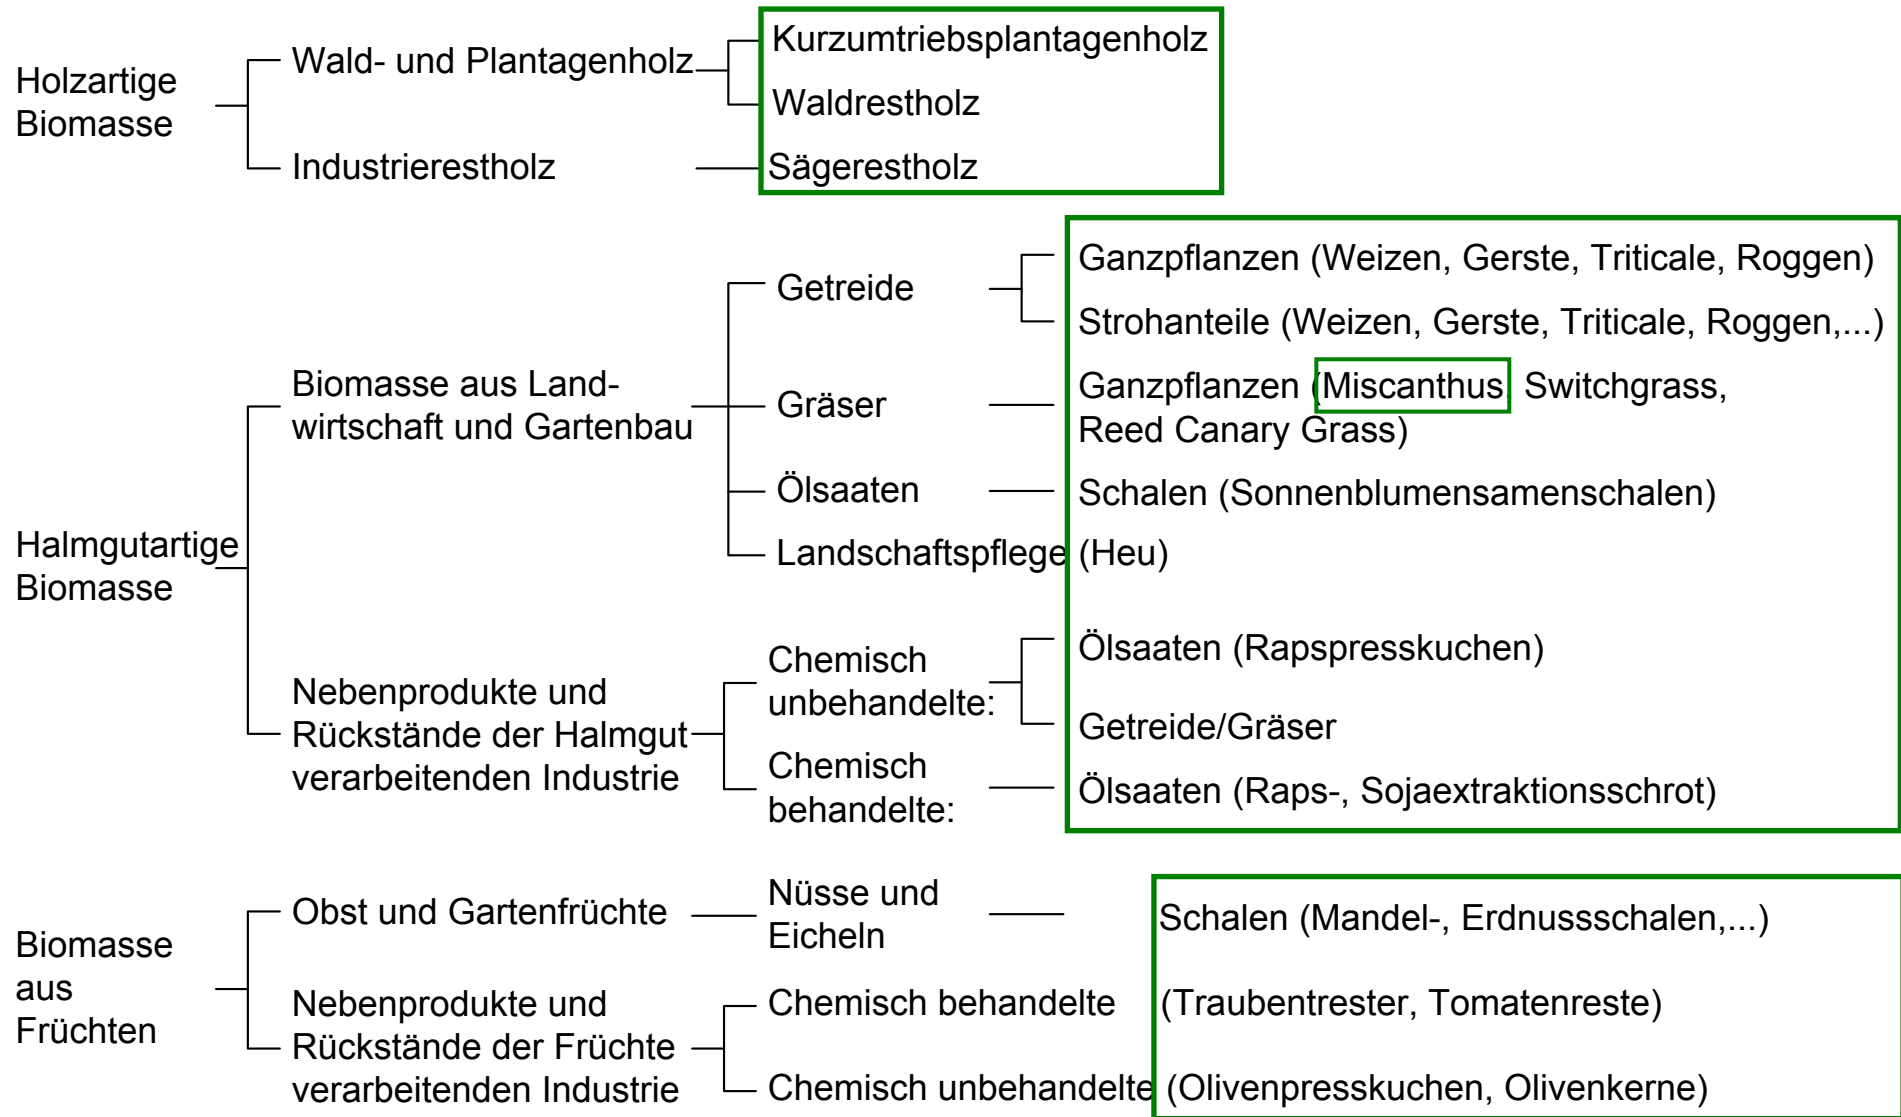 Holzartige
Biomasse
Wald- und Plantagenholz
Kurzumtriebsplantagenholz
Waldrestholz
Industrierestholz
Sägerestholz
Halmgutartige
Biomasse
Biomasse aus Land-
wirtschaft und Gartenbau
Getreide
Ganzpflanzen (Weizen, Gerste, Triticale, Roggen)
Strohanteile (Weizen, Gerste, Triticale, Roggen,...)
Gräser
Ganzpflanzen (Miscanthus, Switchgrass,
Reed Canary Grass)
Ölsaaten
Schalen (Sonnenblumensamenschalen)
Landschaftspflege (Heu)
Nebenprodukte und
Rückstände der Halmgut
verarbeitenden Industrie
Chemisch
unbehandelte:
Ölsaaten (Rapspresskuchen)
Getreide/Gräser
Chemisch
behandelte:
Ölsaaten (Raps-, Sojaextraktionsschrot)
Biomasse
aus
Früchten
Obst und Gartenfrüchte
Nüsse und
Eicheln
Schalen (Mandel-, Erdnussschalen,...)
Nebenprodukte und
Rückstände der Früchte
verarbeitenden Industrie
Chemisch behandelte (Traubentrester, Tomatenreste)
Chemisch unbehandelte (Olivenpresskuchen, Olivenkerne)